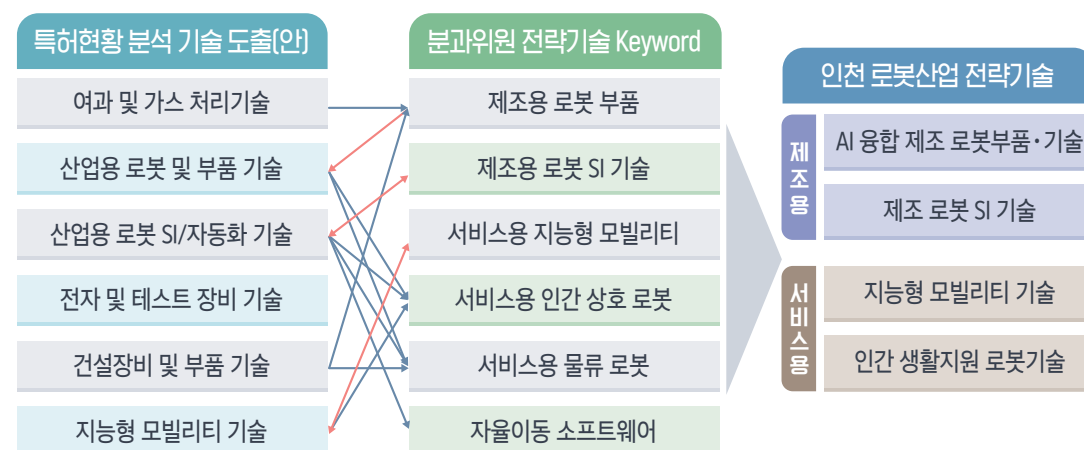 특허현황 분석 기술 도출(안)
여과 및 가스 처리기술
산업용 로봇 및 부품 기술
산업용 로봇 SI/자동화 기술
전자 및 테스트 장비 기술
건설장비 및 부품 기술
지능형 모빌리티 기술
분과위원 전략기술 Keyword
제조용 로봇 부품
제조용 로봇 SI 기술
서비스용 지능형 모빌리티
서비스용 인간 상호 로봇
서비스용 물류 로봇
자율이동 소프트웨어
인천 로봇산업 전략기술
제조용
AI 융합 제조 로봇부품·기술
제조 로봇 SI 기술
서비스용
지능형 모빌리티 기술
인간 생활지원 로봇기술